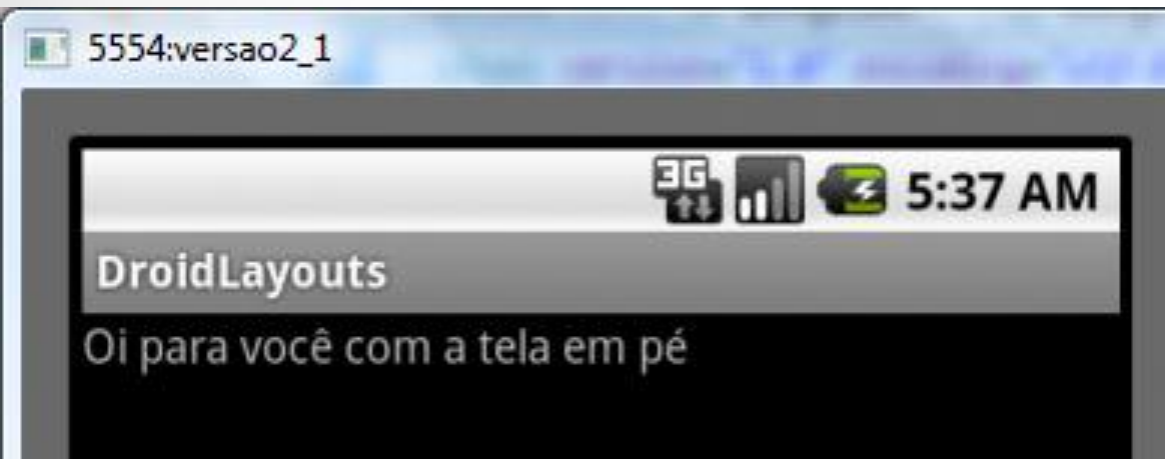 5554:versao2_1
3G 5:37 AM
DroidLayouts
Oi para você com a tela em pé